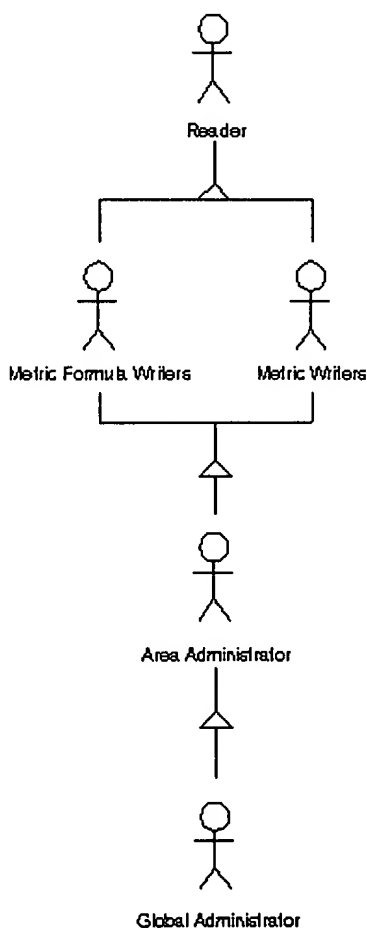 Reader
Metric Formula Writers
Metric Writers
Area Administrator
Global Administrator